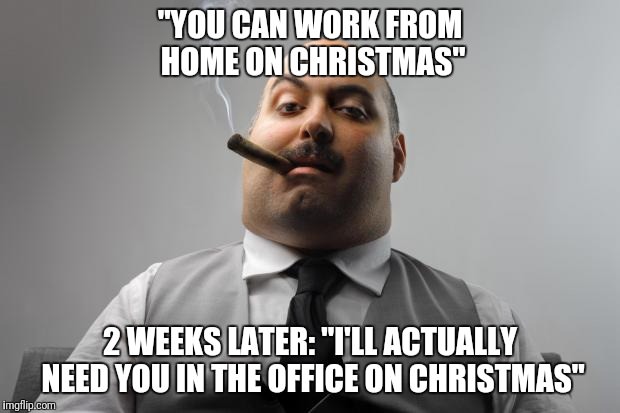 "YOU CAN WORK FROM
HOME ON CHRISTMAS"
2 WEEKS LATER: "I'LL ACTUALLY
NEED YOU IN THE OFFICE ON CHRISTMAS"
imgflip.com